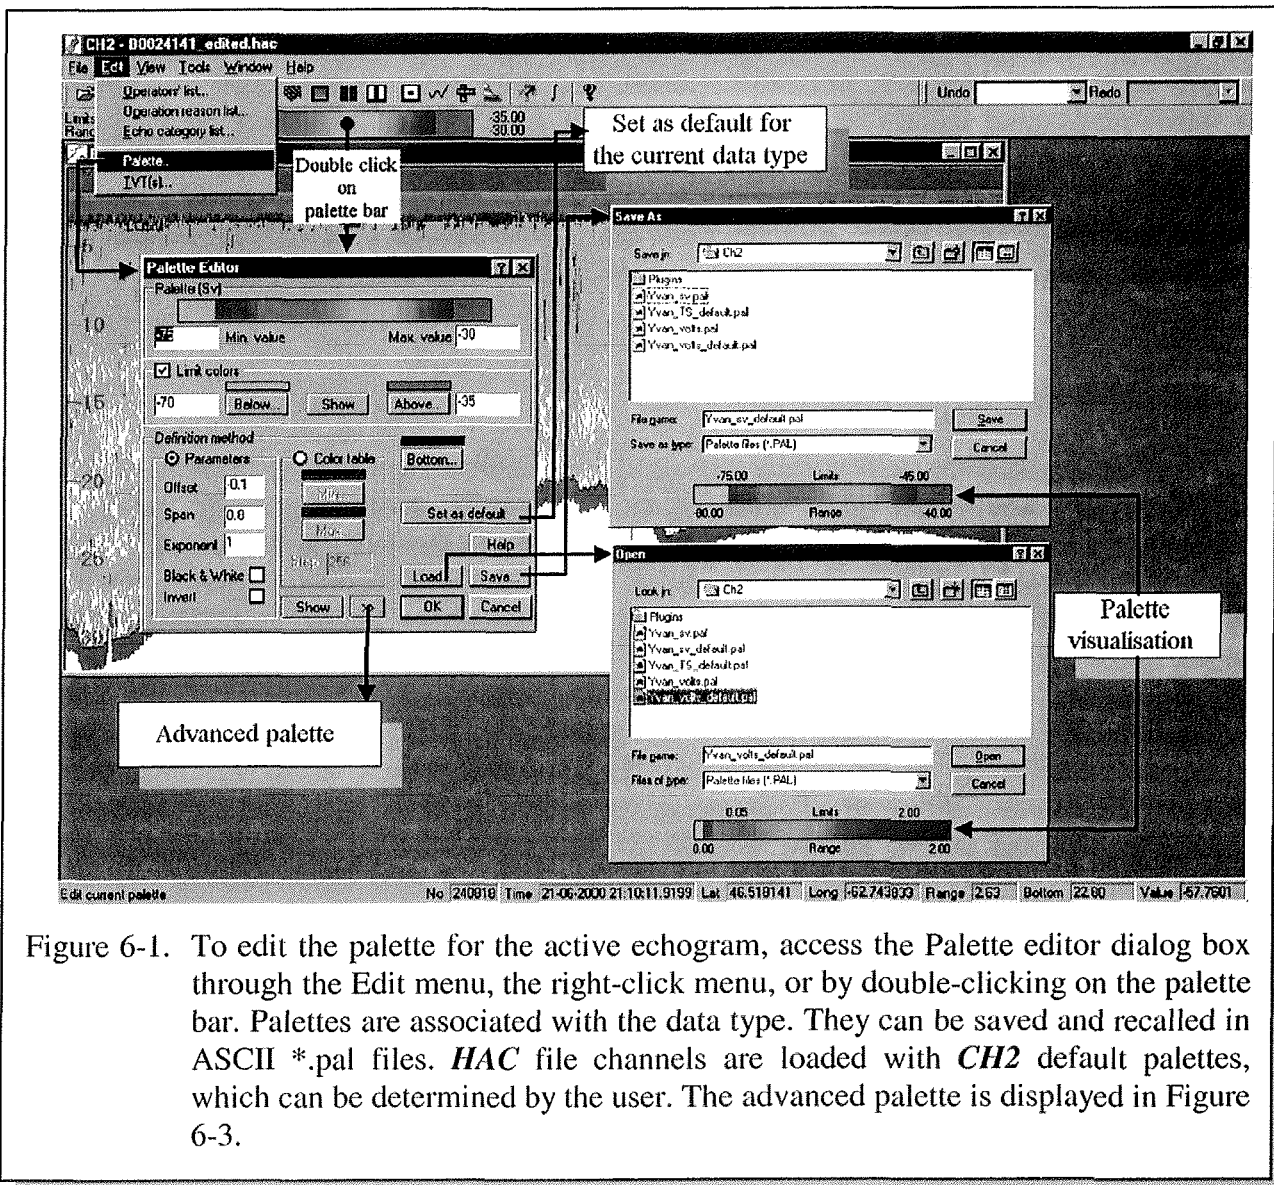 CH2 - D0024141_edited.hac
File Edit View Tools Window Help
Operators' list...
Operation reason list...
Echo category list...
Palette...
TVT(s)...
Undo
Redo
Limits
-35.00
-30.00
Double click
on
palette bar
Set as default for
the current data type
10
15
20
Palette Editor
Palette (Sv)
-75 Min. value Max. value -30
Limit colors
-70 Below... Show Above... -35
Definition method
Parameters
Color table
Bottom...
Offset -0.1
Span 0.8
Exponent 1
Black & White
Invert
Min...
Max...
Set as default
Help
Load
Save
Show
>>
OK
Cancel
Advanced palette
Save As
Save in: Ch2
Plugins
Yvan_sv.pal
Yvan_TS_default.pal
Yvan_volts.pal
Yvan_volts_default.pal
File name: Yvan_sv_default.pal Save
Save as type: Palette files (*.PAL) Cancel
-75.00 Limits -45.00
-80.00 Range -40.00
Open
Look in: Ch2
Plugins
Yvan_sv.pal
Yvan_sv_default.pal
Yvan_TS_default.pal
Yvan_volts.pal
Yvan_volts_default.pal
File name: Yvan_volts_default.pal Open
Files of type: Palette files (*.PAL) Cancel
0.05 Limits 2.00
0.00 Range 2.00
Palette
visualisation
Edit current palette No 240818 Time 21-06-2000 21:10:11.9199 Lat 46.518141 Long -62.743833 Range 2.63 Bottom 22.80 Value -57.7601
Figure 6-1. To edit the palette for the active echogram, access the Palette editor dialog box
through the Edit menu, the right-click menu, or by double-clicking on the palette
bar. Palettes are associated with the data type. They can be saved and recalled in
ASCII *.pal files. HAC file channels are loaded with CH2 default palettes,
which can be determined by the user. The advanced palette is displayed in Figure
6-3.